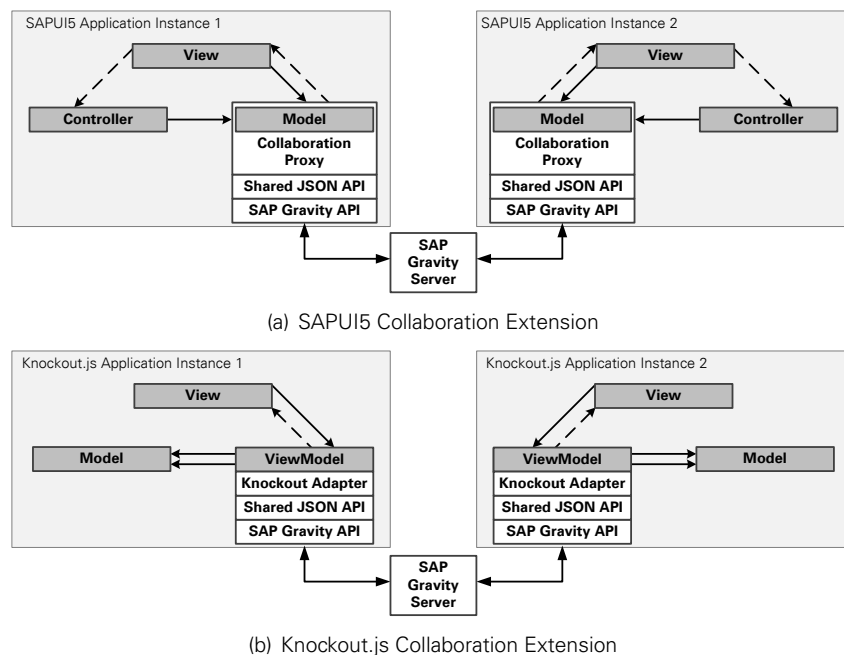 SAPUI5 Application Instance 1
View
Controller
Model
Collaboration
Proxy
Shared JSON API
SAP Gravity API
SAPUI5 Application Instance 2
View
Model
Controller
Collaboration
Proxy
Shared JSON API
SAP Gravity API
SAP
Gravity
Server
(a) SAPUI5 Collaboration Extension
Knockout.js Application Instance 1
View
Model
ViewModel
Knockout Adapter
Shared JSON API
SAP Gravity API
Knockout.js Application Instance 2
View
ViewModel
Model
Knockout Adapter
Shared JSON API
SAP Gravity API
SAP
Gravity
Server
(b) Knockout.js Collaboration Extension